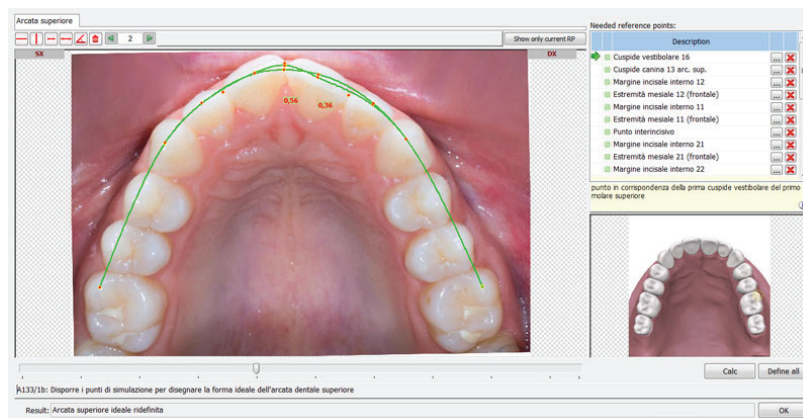 Arcata superiore
2
Show only current RP
SX
DX
0,56
0,36
Needed reference points:
Description
Cuspide vestibolare 16
Cuspide canina 13 arc. sup.
Margine incisale interno 12
Estremità mesiale 12 (frontale)
Margine incisale interno 11
Estremità mesiale 11 (frontale)
Punto interincisivo
Margine incisale interno 21
Estremità mesiale 21 (frontale)
Margine incisale interno 22
punto in corrispondenza della prima cuspide vestibolare del primo
molare superiore
Calc
Define all
A133/1b: Disporre i punti di simulazione per disegnare la forma ideale dell'arcata dentale superiore
Result: Arcata superiore ideale ridefinita
OK